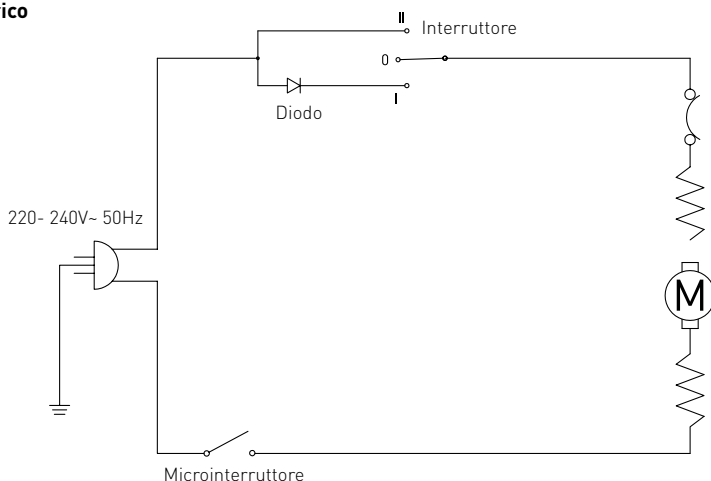 ico
II
Interruttore
0
I
Diodo
220- 240V~ 50Hz
M
Microinterruttore